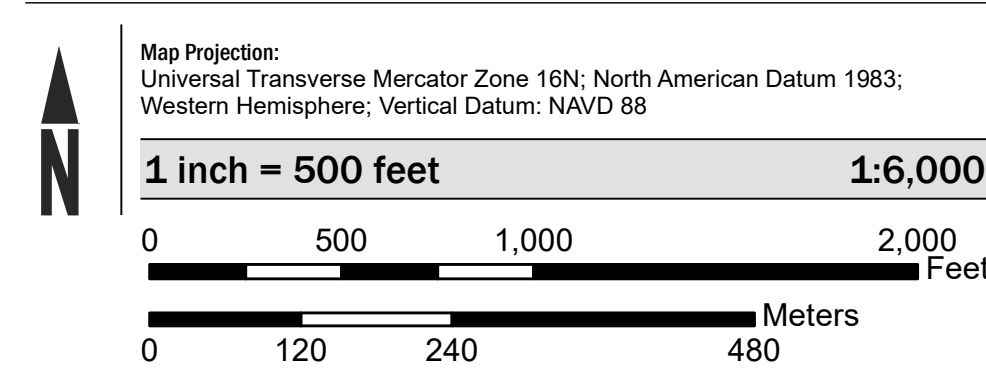 Map Projection:
Universal Transverse Mercator Zone 16N; North American Datum 1983;
Western Hemisphere; Vertical Datum: NAVD 88
N
1 inch = 500 feet 1:6,000
0 500 1,000 2,000
Feet
Meters
0 120 240 480